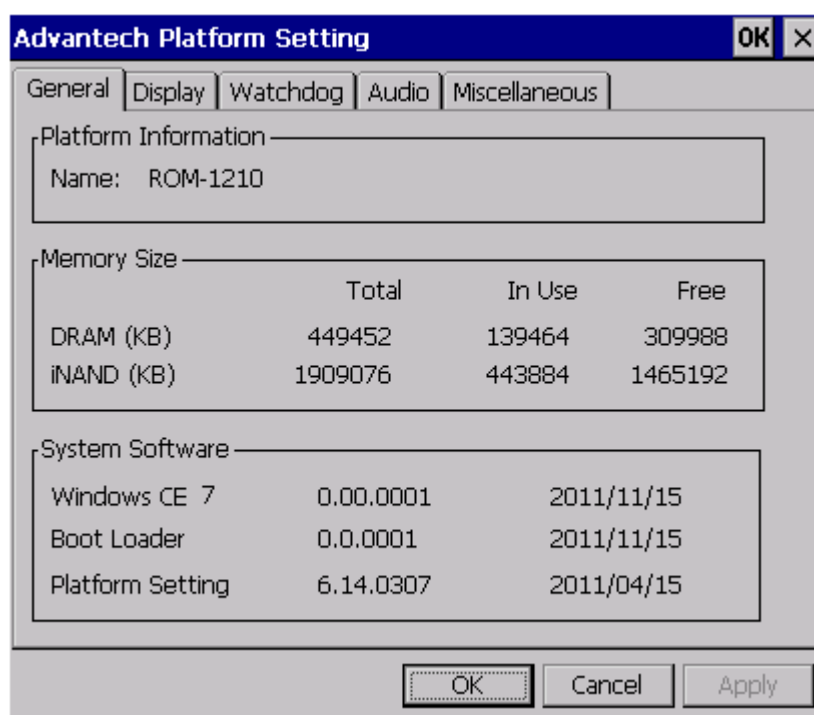 Advantech Platform Setting OK ×
General Display Watchdog Audio Miscellaneous
Platform Information
Name: ROM-1210
Memory Size
Total In Use Free
DRAM (KB) 449452 139464 309988
iNAND (KB) 1909076 443884 1465192
System Software
Windows CE 7 0.00.0001 2011/11/15
Boot Loader 0.0.0001 2011/11/15
Platform Setting 6.14.0307 2011/04/15
OK Cancel Apply